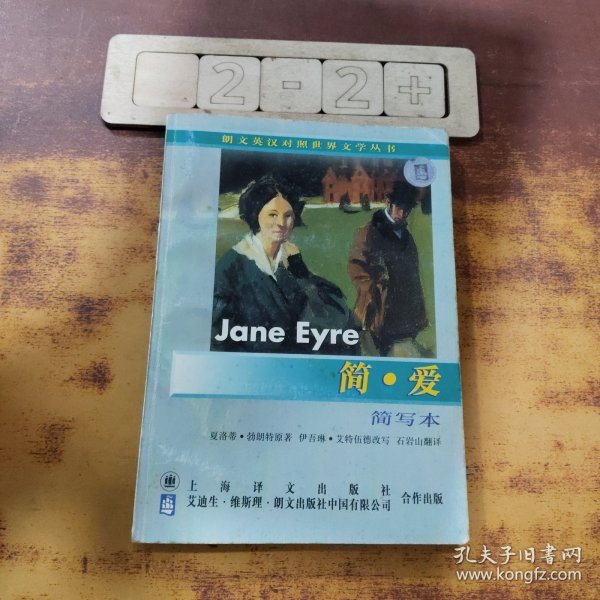 2 - 2 +
朗文英汉对照世界文学丛书
Jane Eyre
简·爱
简写本
夏洛蒂·勃朗特原著 伊吾琳·艾特伍德改写 石岩山翻译
上海译文出版社
艾迪生·维斯理·朗文出版社中国有限公司 合作出版
孔夫子旧书网
www.kongfz.com